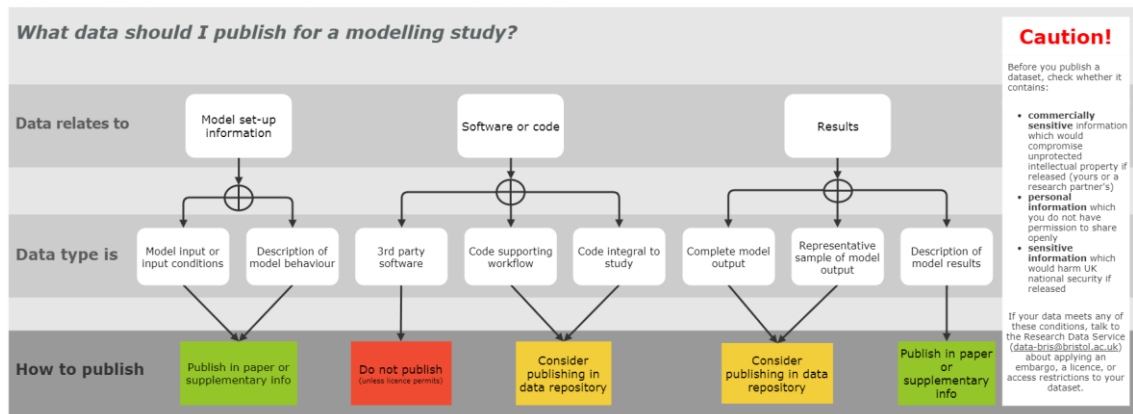 What data should I publish for a modelling study?
Data relates to
Model set-up
information
Software or code
Results
Data type is
Model input or
input conditions
Description of
model behaviour
3rd party
software
Code supporting
workflow
Code integral to
study
Complete model
output
Representative
sample of model
output
Description of
model results
How to publish
Publish in paper or
supplementary info
Do not publish
(unless licence permits)
Consider
publishing in
data repository
Consider
publishing in data
repository
Publish in paper
or
supplementary
info
Caution!
Before you publish a
dataset, check whether it
contains:
• commercially
sensitive information
which would
compromise
unprotected
intellectual property if
released (yours or a
research partner's)
• personal
information which
you do not have
permission to share
openly
• sensitive
information which
would harm UK
national security if
released
If your data meets any of
these conditions, talk to
the Research Data Service
(data-bris@bristol.ac.uk)
about applying an
embargo, a licence, or
access restrictions to your
dataset.